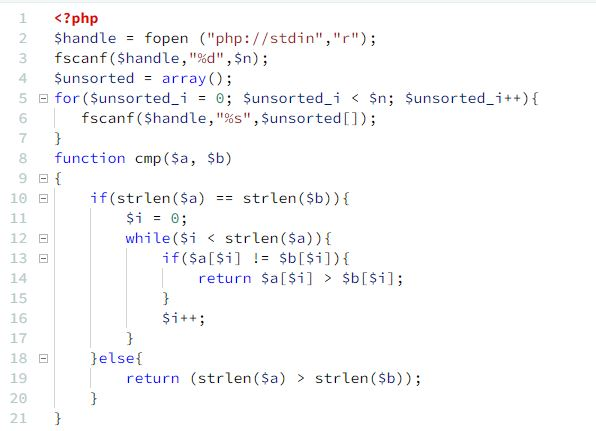 1 <?php
2 $handle = fopen ("php://stdin","r");
3 fscanf($handle,"%d",$n);
4 $unsorted = array();
5 for($unsorted_i = 0; $unsorted_i < $n; $unsorted_i++){
6    fscanf($handle,"%s",$unsorted[]);
7 }
8 function cmp($a, $b)
9 {
10     if(strlen($a) == strlen($b)){
11         $i = 0;
12         while($i < strlen($a)){
13             if($a[$i] != $b[$i]){
14                 return $a[$i] > $b[$i];
15             }
16             $i++;
17         }
18     }else{
19         return (strlen($a) > strlen($b));
20     }
21 }